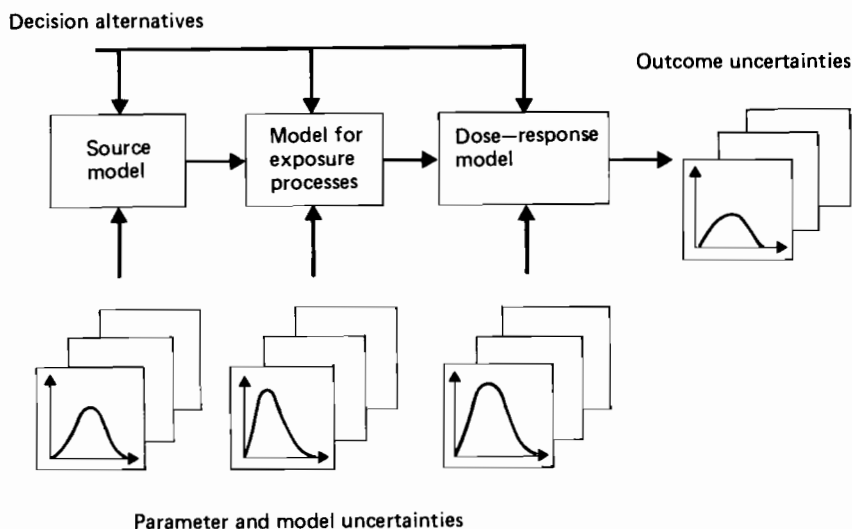 Decision alternatives
Outcome uncertainties
Source
model
Model for
exposure
processes
Dose—response
model
Parameter and model uncertainties